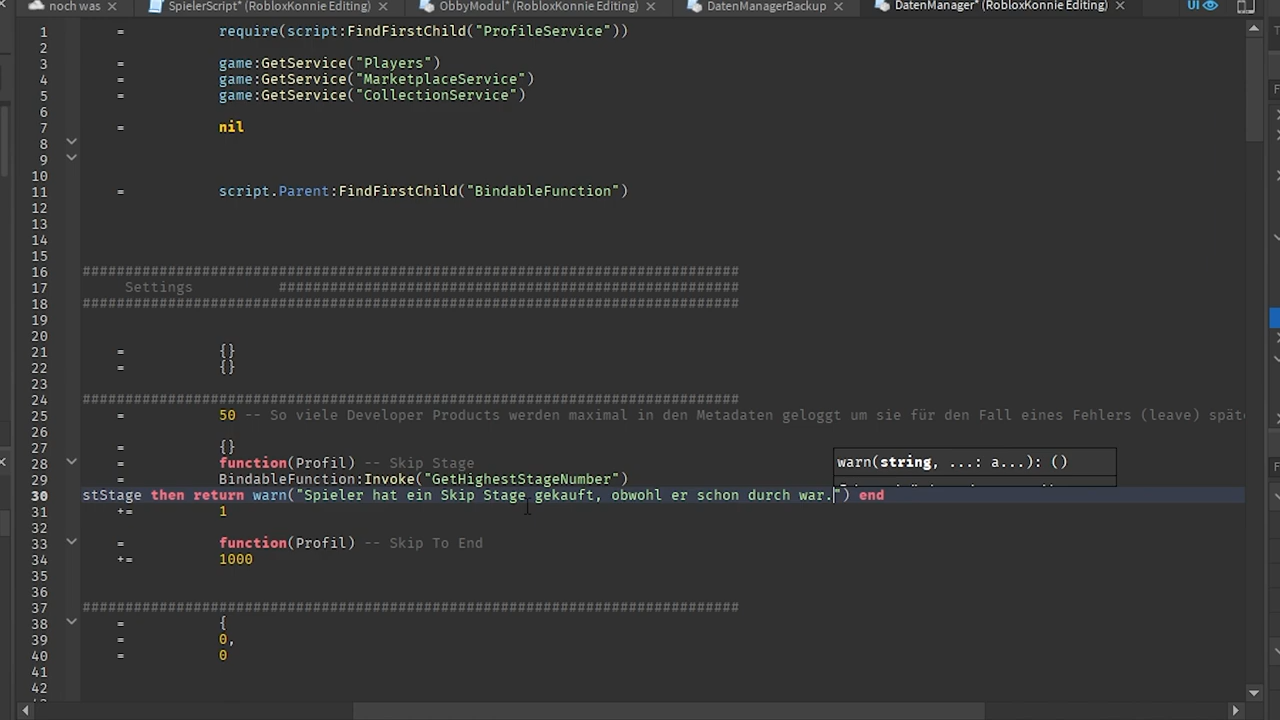 noch was × SpielerScript* (RobloxKonnie Editing) × ObbyModul* (RobloxKonnie Editing) × DatenManagerBackup × DatenManager* (RobloxKonnie Editing) × UI
1 = require(script:FindFirstChild("ProfileService"))
2
3 = game:GetService("Players")
4 = game:GetService("MarketplaceService")
5 = game:GetService("CollectionService")
6
7 = nil
8
9
10
11 = script.Parent:FindFirstChild("BindableFunction")
12
13
14
15
16 #############################################################################
17 Settings ######################################################
18 #############################################################################
19
20
21 = {}
22 = {}
23
24 #############################################################################
25 = 50 -- So viele Developer Products werden maximal in den Metadaten geloggt um sie für den Fall eines Fehlers (leave) späte
26
27 = {}
28 = function(Profil) -- Skip Stage
29 = BindableFunction:Invoke("GetHighestStageNumber")
warn(string, ...: a...): ()
30 stStage then return warn("Spieler hat ein Skip Stage gekauft, obwohl er schon durch war.") end
31 += 1
32
33 = function(Profil) -- Skip To End
34 += 1000
35
36
37 #############################################################################
38 = {
39 = 0,
40 = 0
41
42